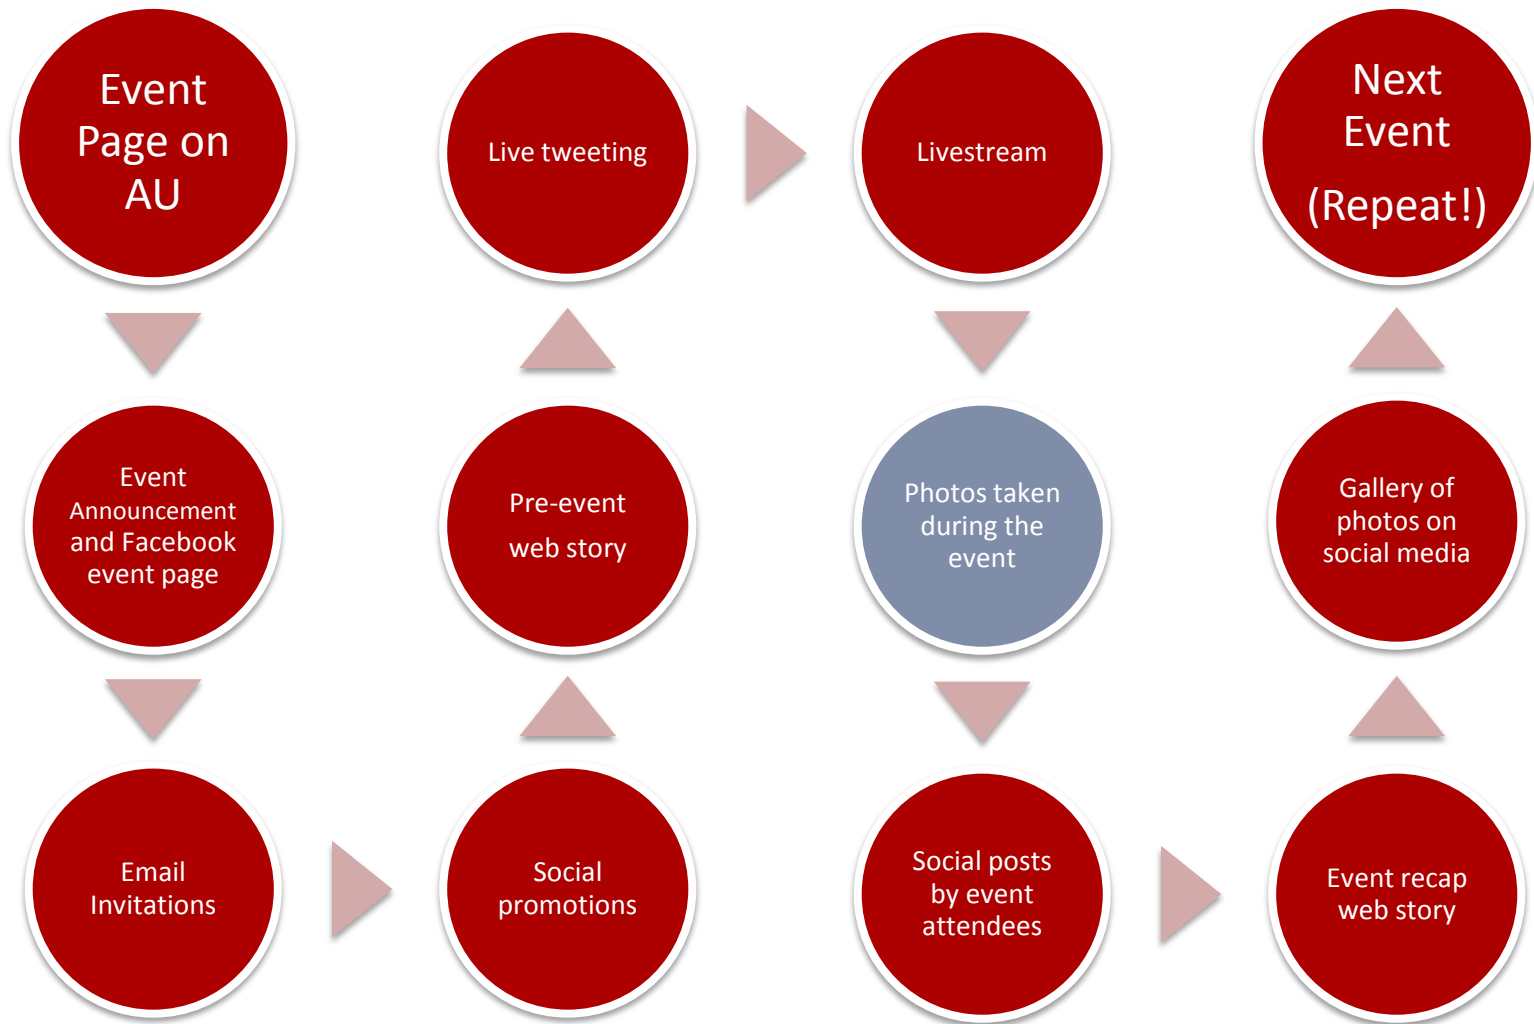 Event
Page on
AU
Event
Announcement
and Facebook
event page
Email
Invitations
Social
promotions
Pre-event
web story
Live tweeting
Livestream
Photos taken
during the
event
Social posts
by event
attendees
Event recap
web story
Gallery of
photos on
social media
Next
Event
(Repeat!)